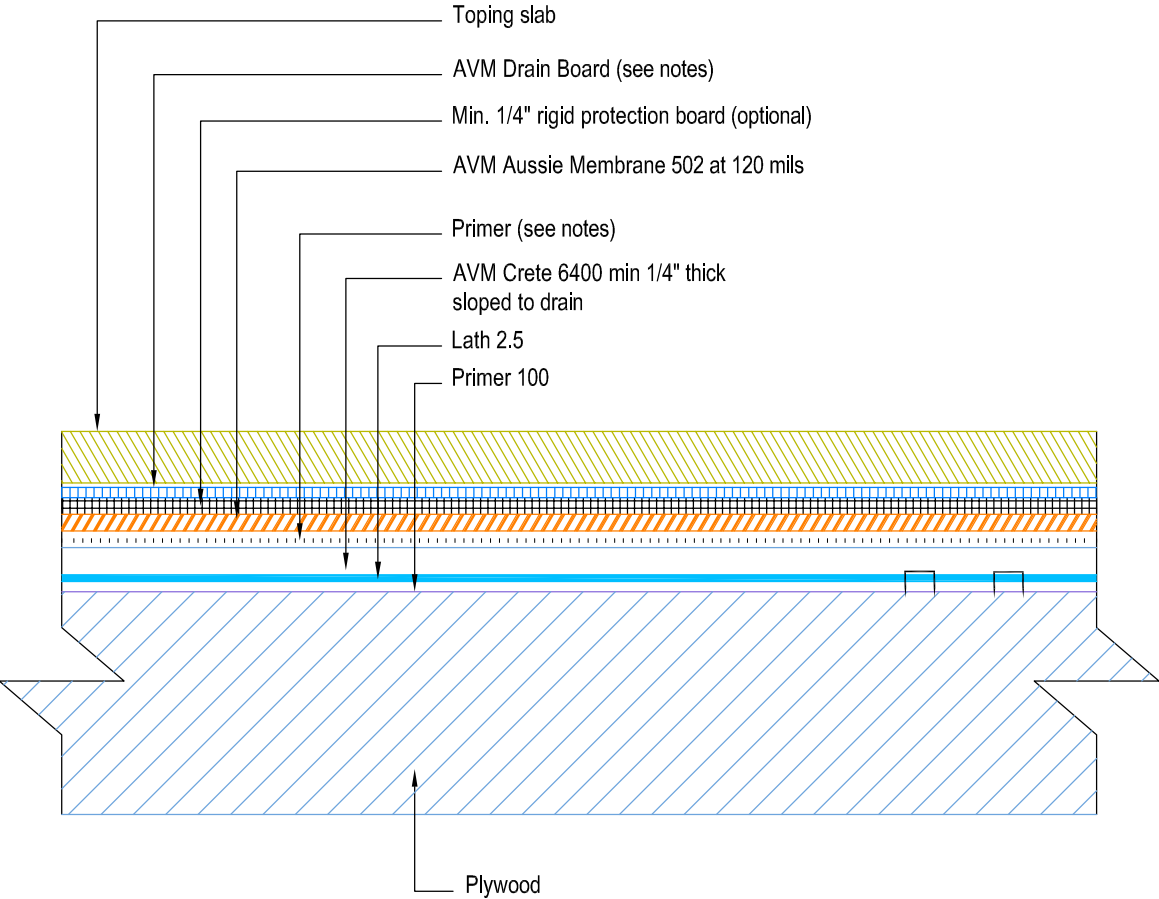 Toping slab
AVM Drain Board (see notes)
Min. 1/4" rigid protection board (optional)
AVM Aussie Membrane 502 at 120 mils
Primer (see notes)
AVM Crete 6400 min 1/4" thick
sloped to drain
Lath 2.5
Primer 100
Plywood